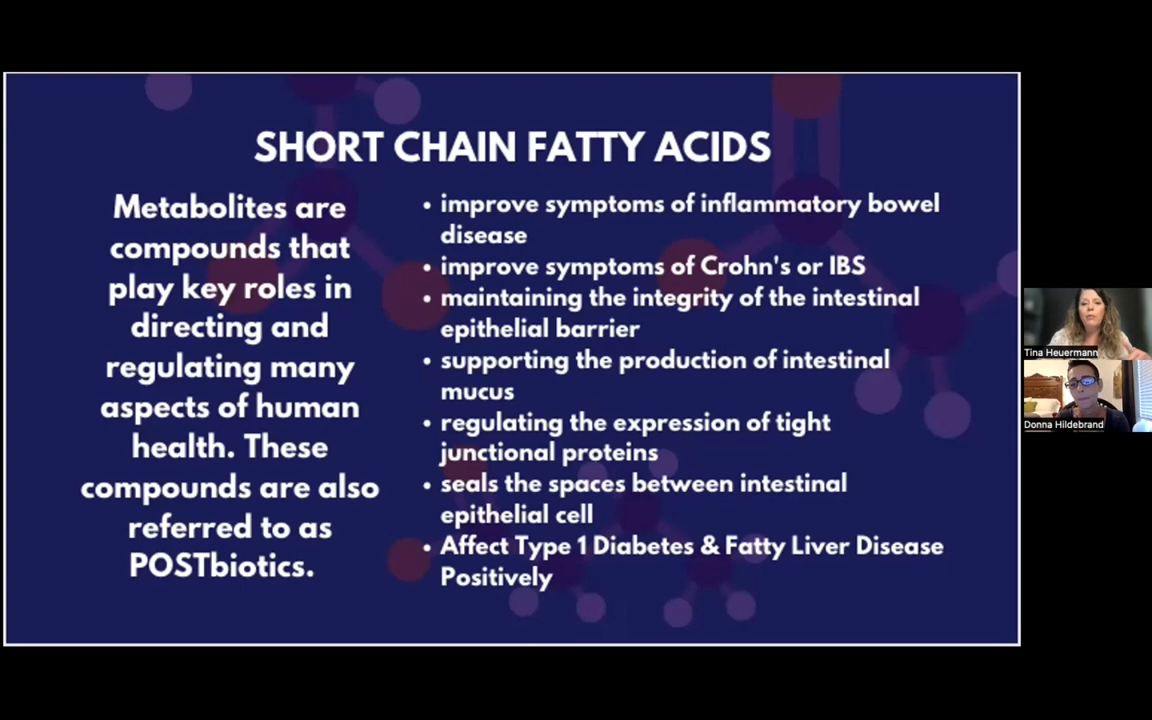 SHORT CHAIN FATTY ACIDS
Metabolites are
compounds that
play key roles in
directing and
regulating many
aspects of human
health. These
compounds are also
referred to as
POSTbiotics.
• improve symptoms of inflammatory bowel
disease
• improve symptoms of Crohn's or IBS
• maintaining the integrity of the intestinal
epithelial barrier
• supporting the production of intestinal
mucus
• regulating the expression of tight
junctional proteins
• seals the spaces between intestinal
epithelial cell
• Affect Type 1 Diabetes & Fatty Liver Disease
Positively
Tina Heuermann
Donna Hildebrand